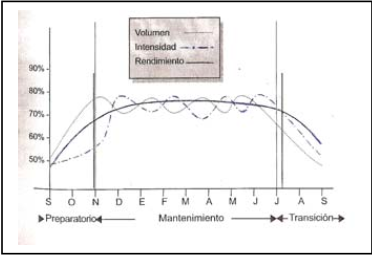 Volumen
Intensidad
Rendimiento
90%
80%
70%
60%
50%
S O N D E F M A M J J A S
Preparatorio Mantenimiento Transición